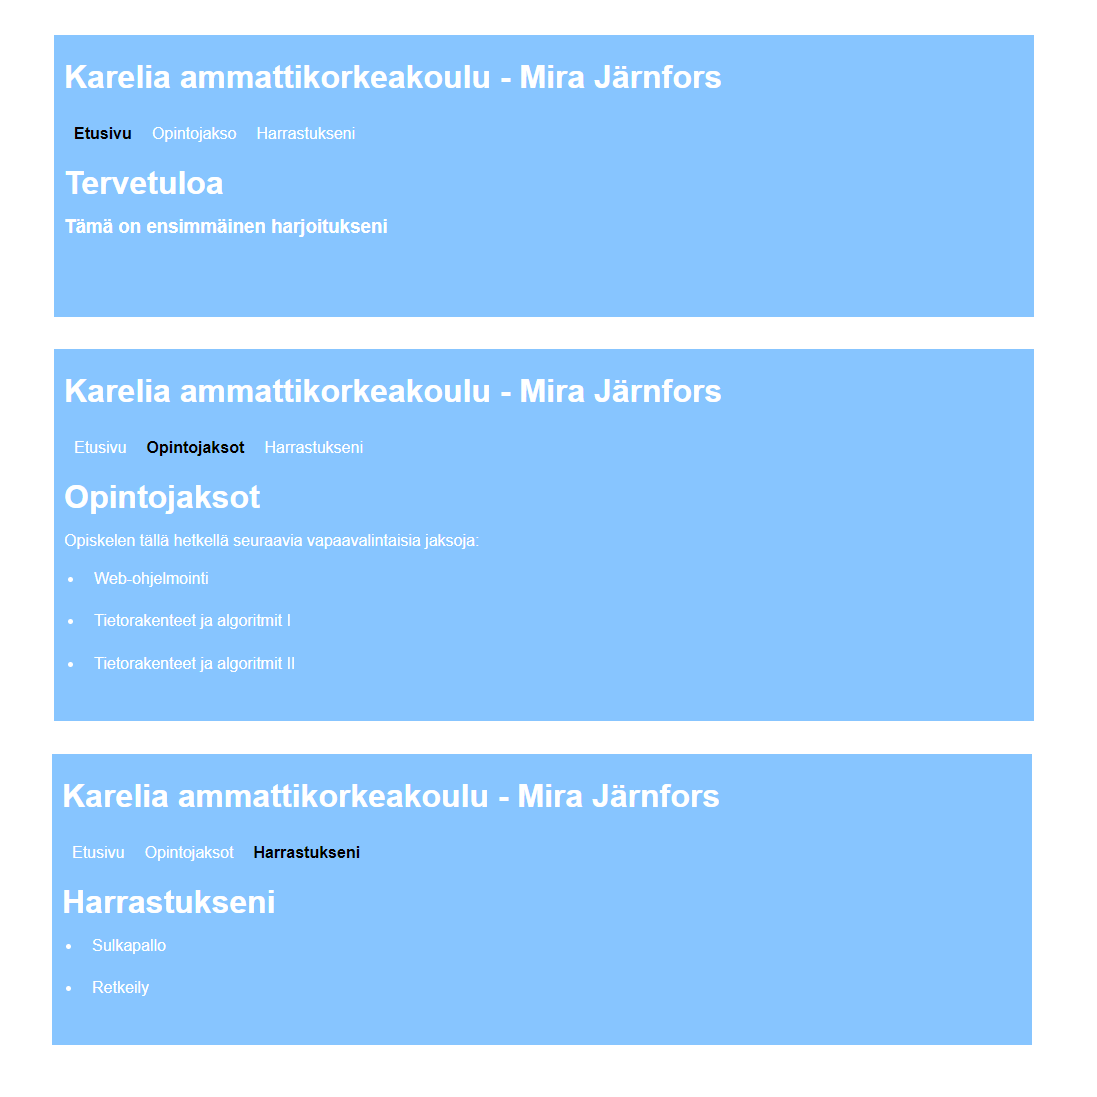 Karelia ammattikorkeakoulu - Mira Järnfors
Etusivu Opintojakso Harrastukseni
Tervetuloa
Tämä on ensimmäinen harjoitukseni
Karelia ammattikorkeakoulu - Mira Järnfors
Etusivu Opintojaksot Harrastukseni
Opintojaksot
Opiskelen tällä hetkellä seuraavia vapaavalintaisia jaksoja:
• Web-ohjelmointi
• Tietorakenteet ja algoritmit I
• Tietorakenteet ja algoritmit II
Karelia ammattikorkeakoulu - Mira Järnfors
Etusivu Opintojaksot Harrastukseni
Harrastukseni
• Sulkapallo
• Retkeily